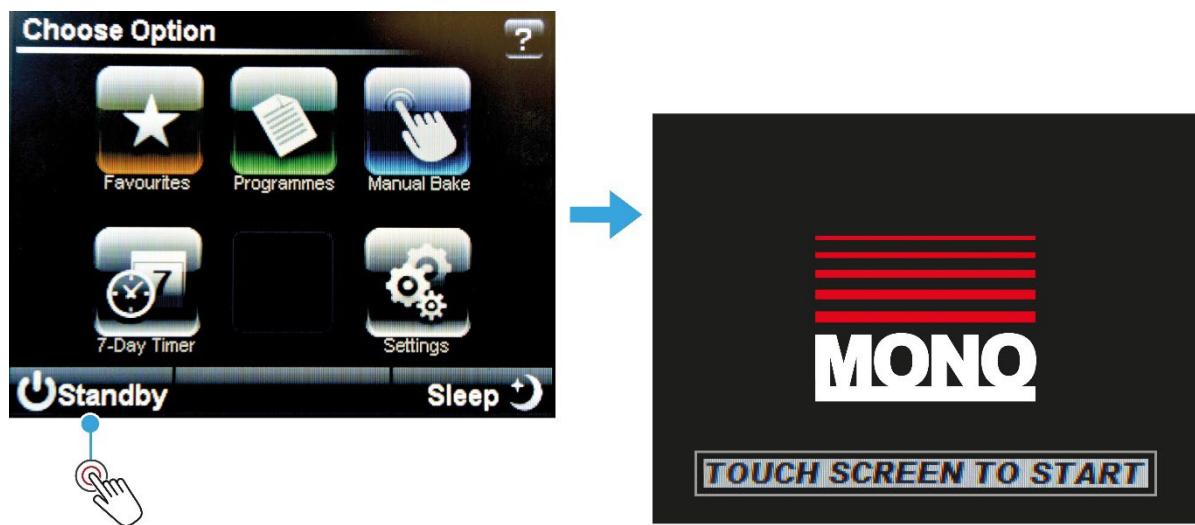 Choose Option
?
Favourites Programmes Manual Bake
7
7-Day Timer Settings
Standby Sleep
MONO
TOUCH SCREEN TO START